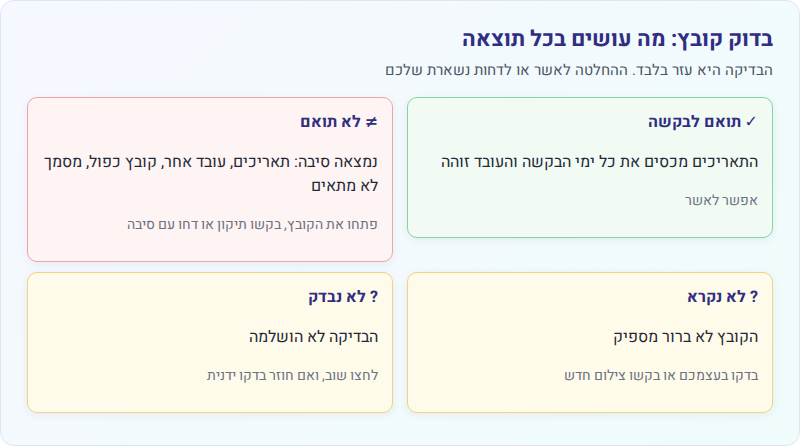 בדוק קובץ: מה עושים בכל תוצאה
הבדיקה היא עזר בלבד. ההחלטה לאשר או לדחות נשארת שלכם
✓ תואם לבקשה
התאריכים מכסים את כל ימי הבקשה והעובד זוהה
אפשר לאשר
≠ לא תואם
נמצאה סיבה: תאריכים, עובד אחר, קובץ כפול, מסמך
לא מתאים
פתחו את הקובץ, בקשו תיקון או דחו עם סיבה
? לא נקרא
הקובץ לא ברור מספיק
בדקו בעצמכם או בקשו צילום חדש
? לא נבדק
הבדיקה לא הושלמה
לחצו שוב, ואם חוזר בדקו ידנית